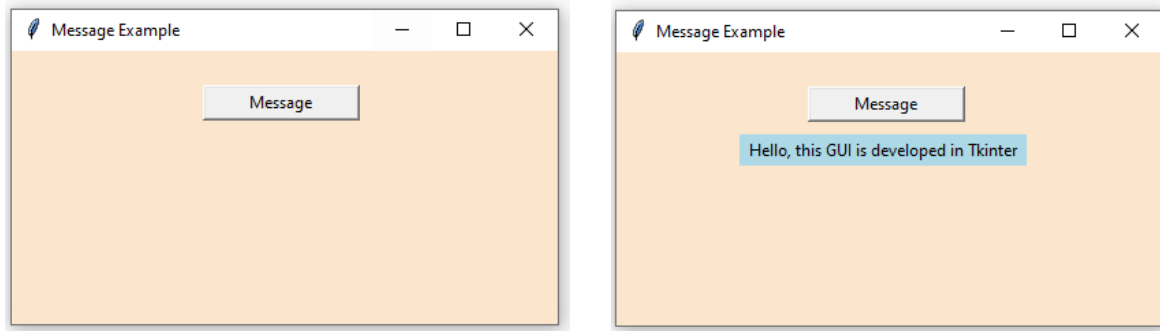 Message Example
Message
Message Example
Message
Hello, this GUI is developed in Tkinter